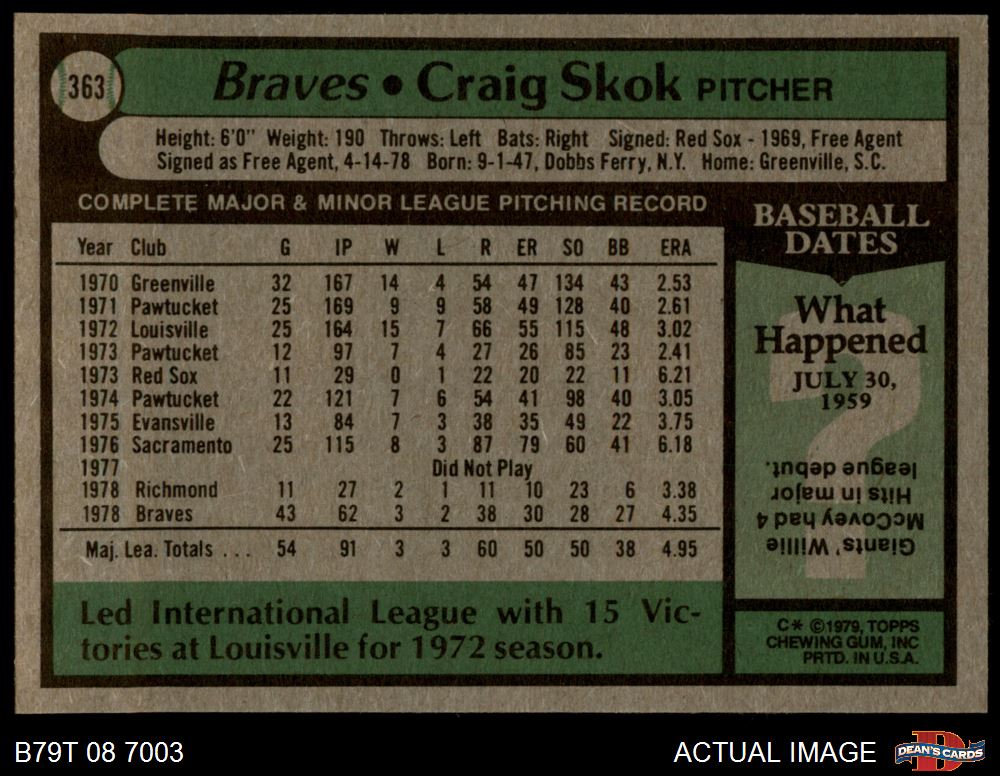 363
Braves • Craig Skok PITCHER
Height: 6'0" Weight: 190 Throws: Left Bats: Right Signed: Red Sox - 1969, Free Agent
Signed as Free Agent, 4-14-78 Born: 9-1-47, Dobbs Ferry, N.Y. Home: Greenville, S.C.
COMPLETE MAJOR & MINOR LEAGUE PITCHING RECORD
Year Club G IP W L R ER SO BB ERA
1970 Greenville 32 167 14 4 54 47 134 43 2.53
1971 Pawtucket 25 169 9 9 58 49 128 40 2.61
1972 Louisville 25 164 15 7 66 55 115 48 3.02
1973 Pawtucket 12 97 7 4 27 26 85 23 2.41
1973 Red Sox 11 29 0 1 22 20 22 11 6.21
1974 Pawtucket 22 121 7 6 54 41 98 40 3.05
1975 Evansville 13 84 7 3 38 35 49 22 3.75
1976 Sacramento 25 115 8 3 87 79 60 41 6.18
1977 Did Not Play
1978 Richmond 11 27 2 1 11 10 23 6 3.38
1978 Braves 43 62 3 2 38 30 28 27 4.35
Maj. Lea. Totals ... 54 91 3 3 60 50 50 38 4.95
Led International League with 15 Vic-
tories at Louisville for 1972 season.
BASEBALL
DATES
What
Happened
JULY 30,
1959
?
Giants' Willie
McCovey had 4
Hits in major
league debut.
C* ©1979, TOPPS
CHEWING GUM, INC
PRTD. IN U.S.A.
B79T 08 7003
ACTUAL IMAGE
D
DEAN'S CARDS